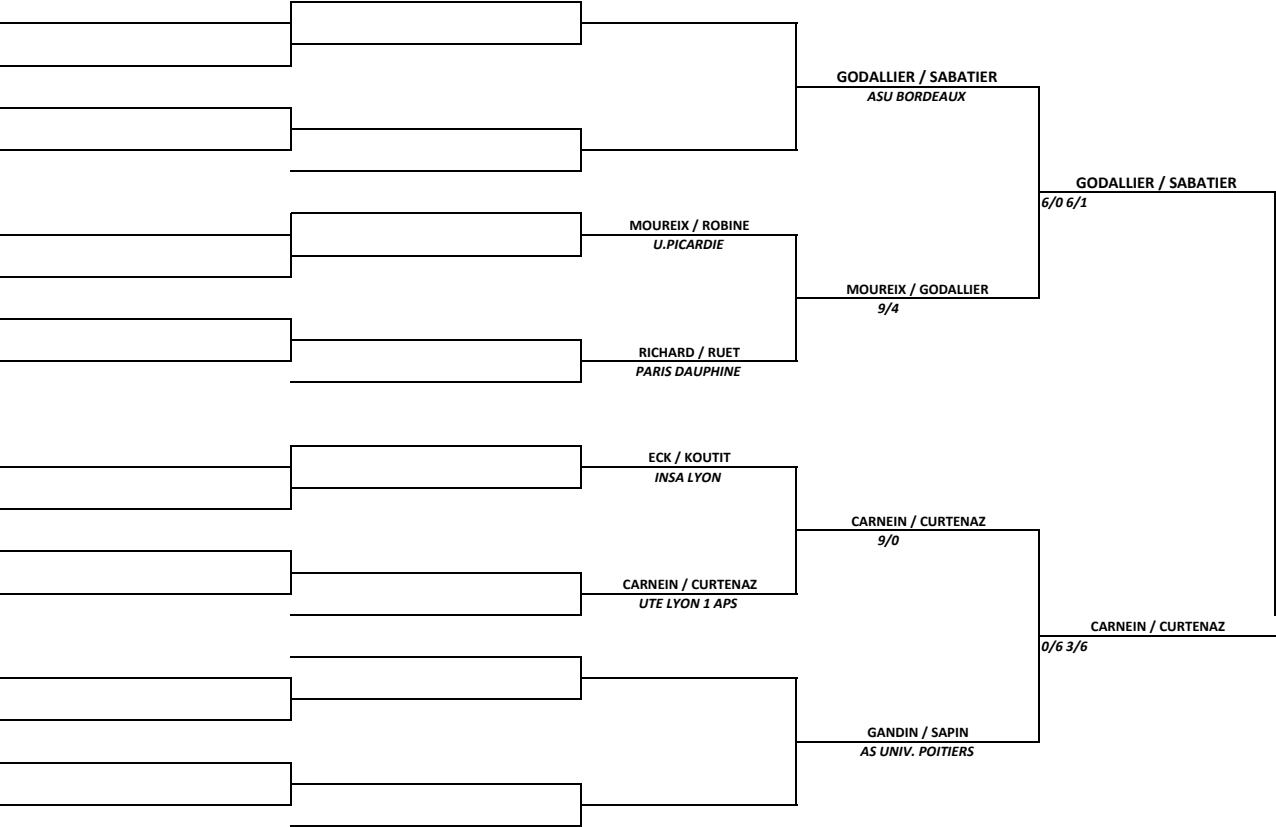 GODALLIER / SABATIER
ASU BORDEAUX
GODALLIER / SABATIER
6/0 6/1
MOUREIX / ROBINE
U.PICARDIE
MOUREIX / GODALLIER
9/4
RICHARD / RUET
PARIS DAUPHINE
ECK / KOUTIT
INSA LYON
CARNEIN / CURTENAZ
9/0
CARNEIN / CURTENAZ
UTE LYON 1 APS
CARNEIN / CURTENAZ
0/6 3/6
GANDIN / SAPIN
AS UNIV. POITIERS